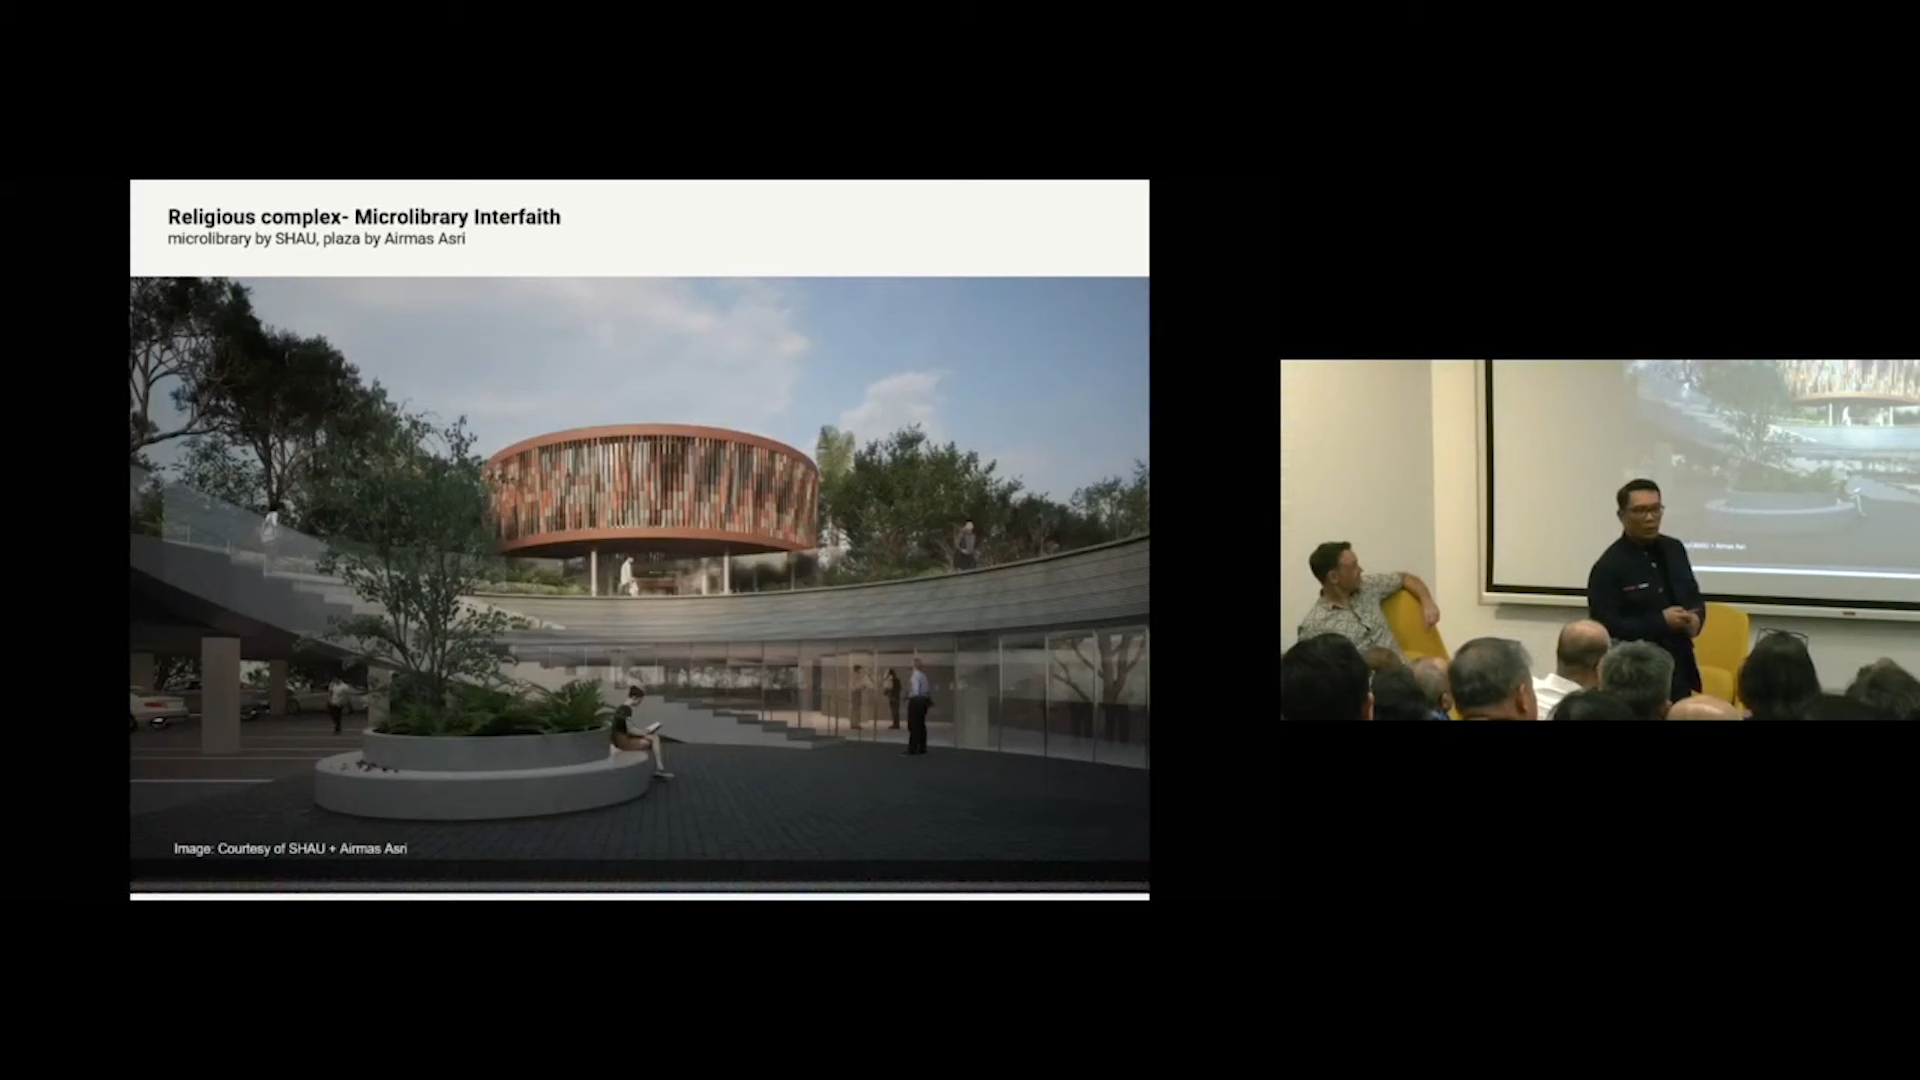 Religious complex- Microlibrary Interfaith
microlibrary by SHAU, plaza by Airmas Asri
Image: Courtesy of SHAU + Airmas Asri